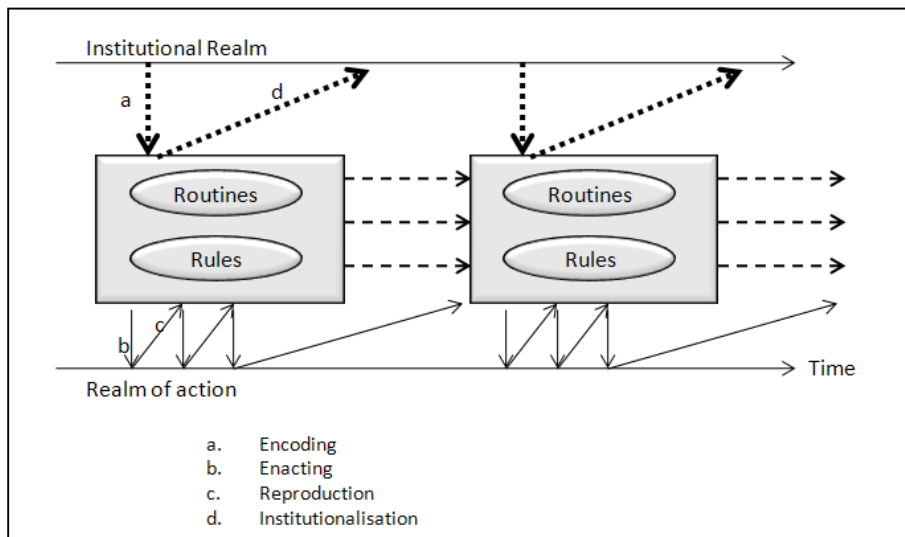 Institutional Realm
a
d
Routines
Routines
Rules
Rules
c
b
Time
Realm of action
a. Encoding
b. Enacting
c. Reproduction
d. Institutionalisation